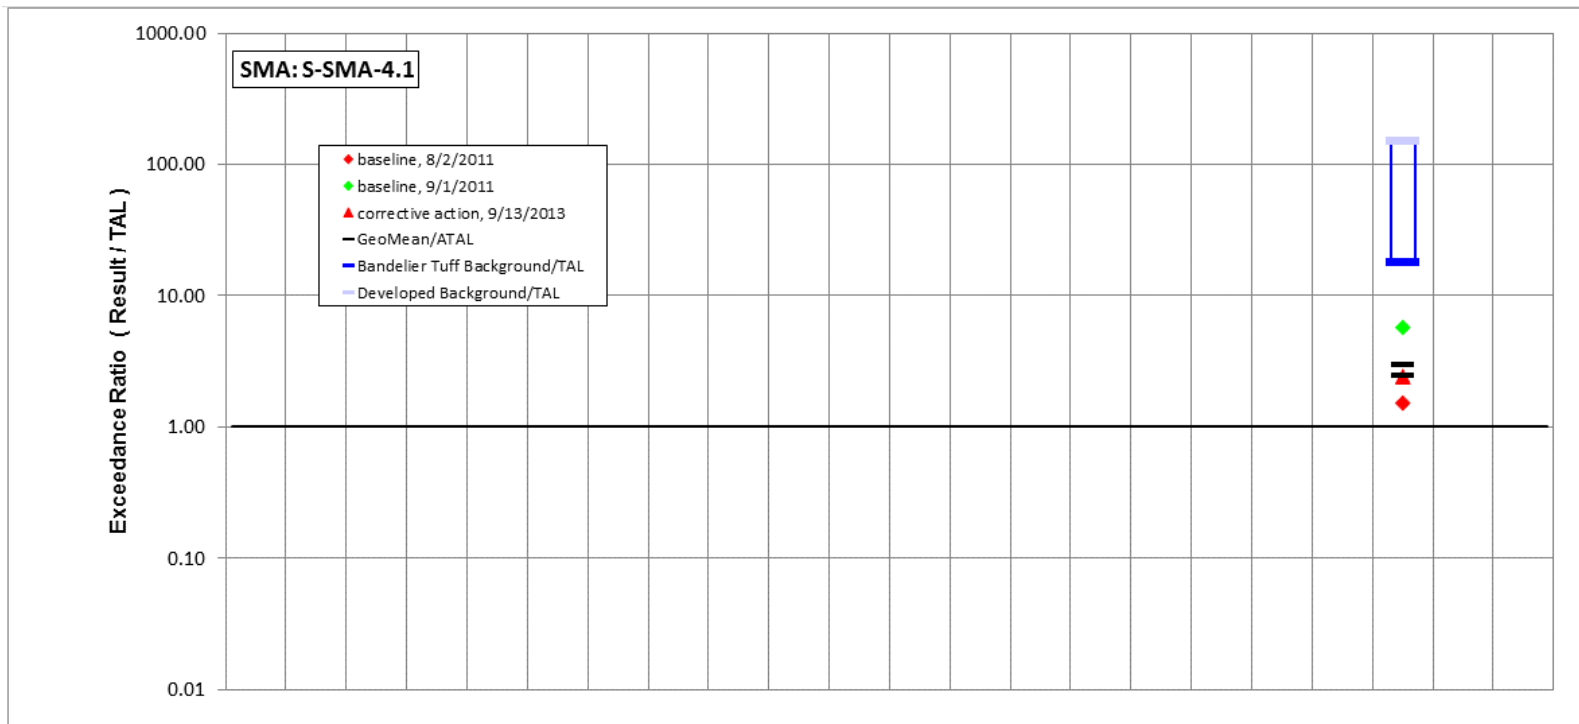 1000.00
SMA: S-SMA-4.1
100.00
10.00
1.00
0.10
0.01
Exceedance Ratio ( Result / TAL )
baseline, 8/2/2011
baseline, 9/1/2011
corrective action, 9/13/2013
GeoMean/ATAL
Bandelier Tuff Background/TAL
Developed Background/TAL